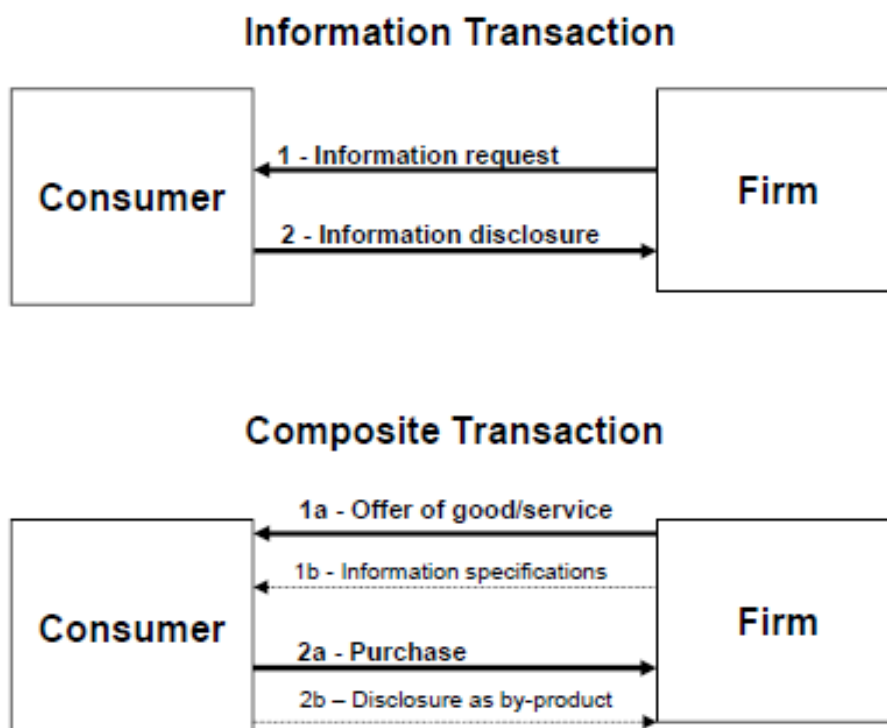 Information Transaction
1 - Information request
Consumer
Firm
2 - Information disclosure
Composite Transaction
1a - Offer of good/service
1b - Information specifications
Consumer
Firm
2a - Purchase
2b – Disclosure as by-product